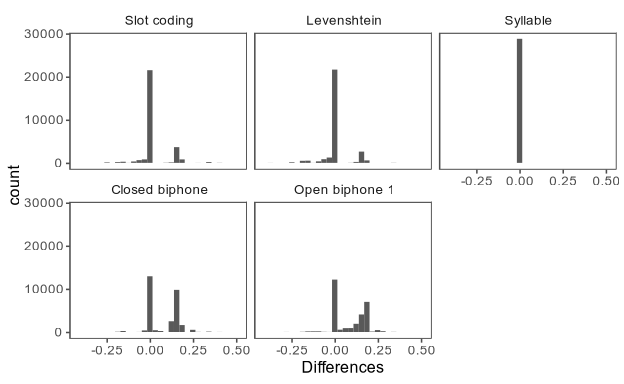 Slot coding
Levenshtein
Syllable
30000
20000
10000
0
-0.25 0.00 0.25 0.50
count
Closed biphone
Open biphone 1
30000
20000
10000
0
-0.25 0.00 0.25 0.50
-0.25 0.00 0.25 0.50
Differences